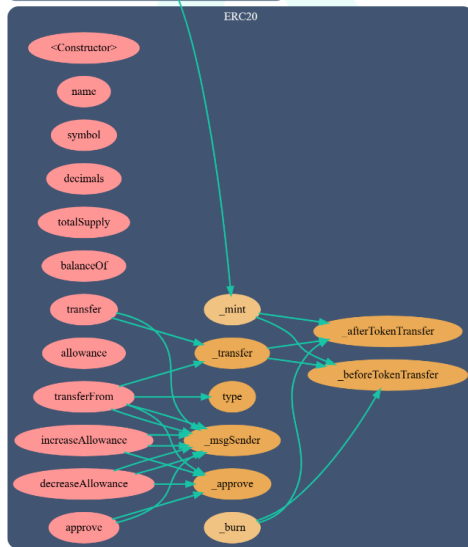 ERC20
<Constructor>
name
symbol
decimals
totalSupply
balanceOf
transfer
_mint
_afterTokenTransfer
allowance
_transfer
_beforeTokenTransfer
transferFrom
type
increaseAllowance
_msgSender
decreaseAllowance
_approve
approve
_burn